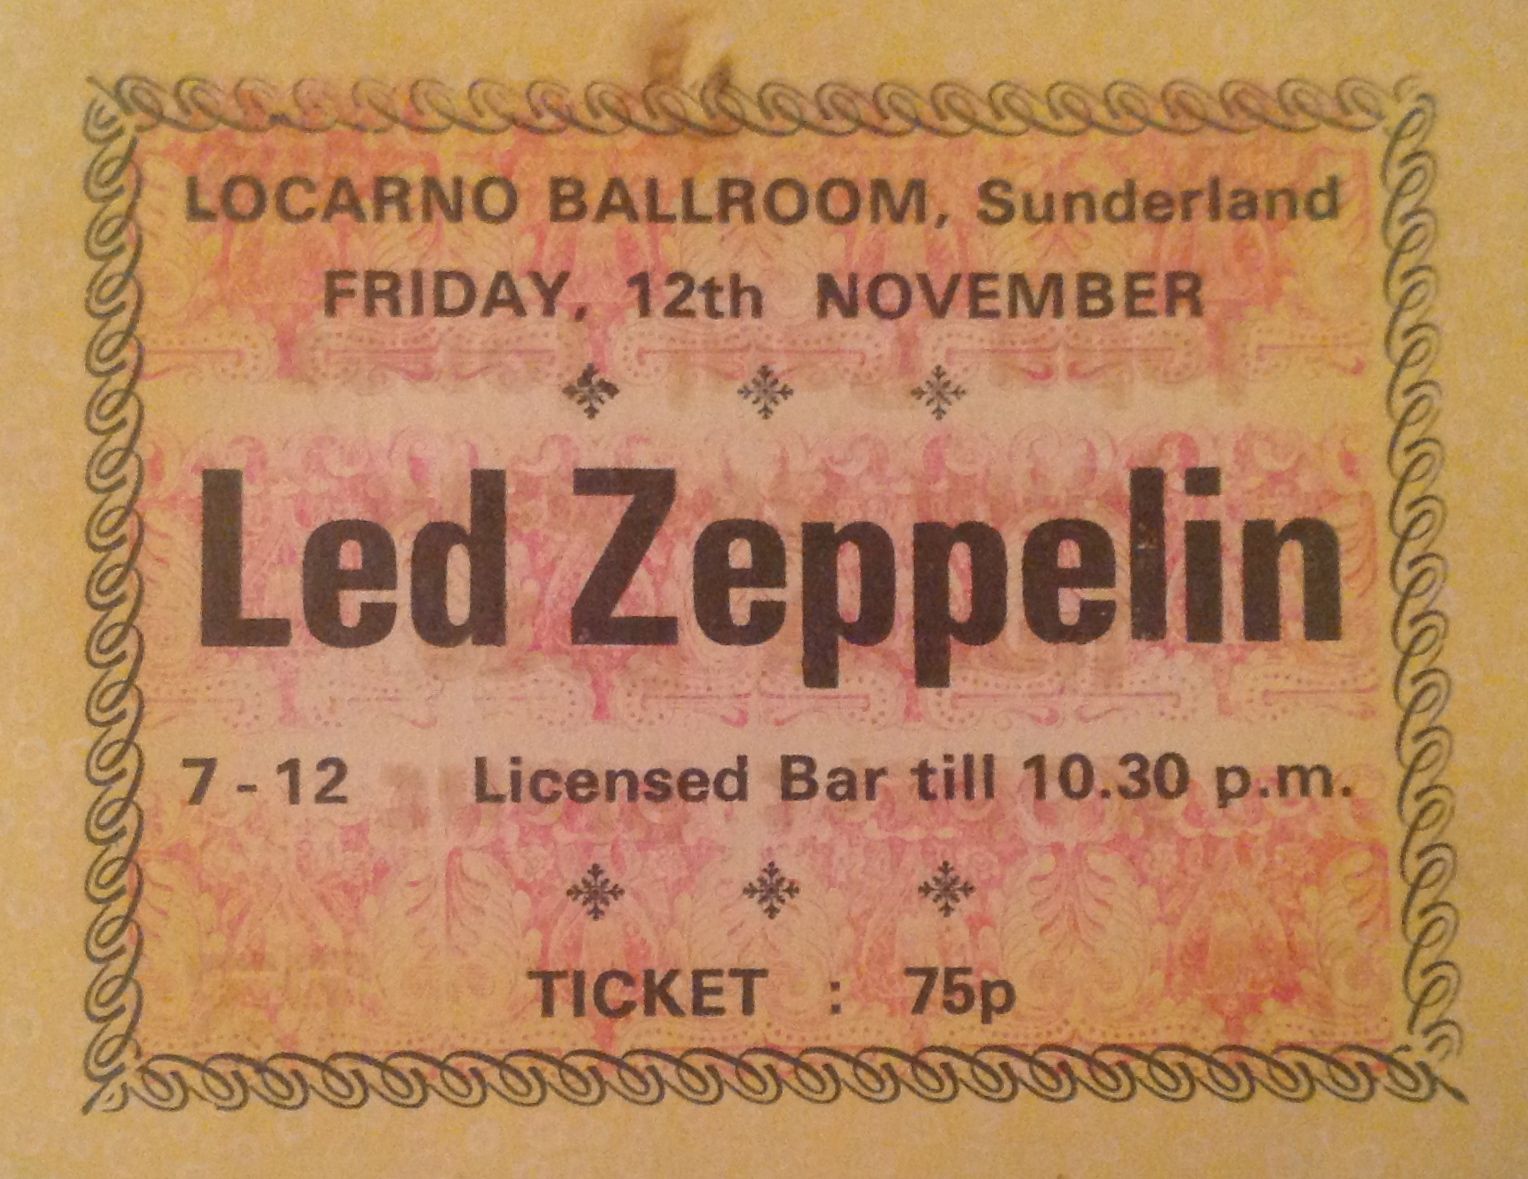 LOCARNO BALLROOM, Sunderland
FRIDAY, 12th NOVEMBER
Led Zeppelin
7 - 12 Licensed Bar till 10.30 p.m.
TICKET : 75p